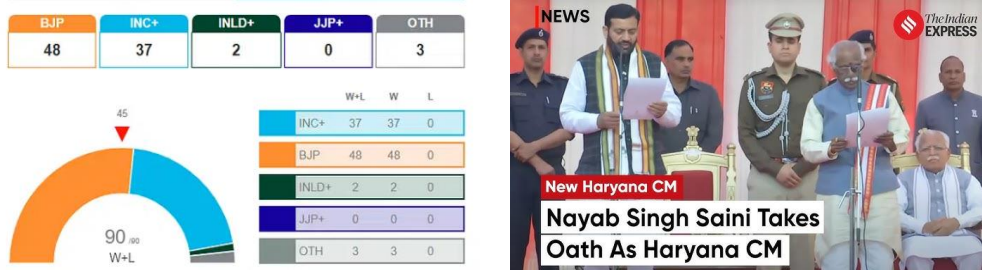 BJP INC+ INLD+ JJP+ OTH
48 37 2 0 3
45
W+L W L
INC+ 37 37 0
BJP 48 48 0
INLD+ 2 2 0
JJP+ 0 0 0
OTH 3 3 0
90 /90
W+L
NEWS
The Indian
EXPRESS
New Haryana CM
Nayab Singh Saini Takes
Oath As Haryana CM